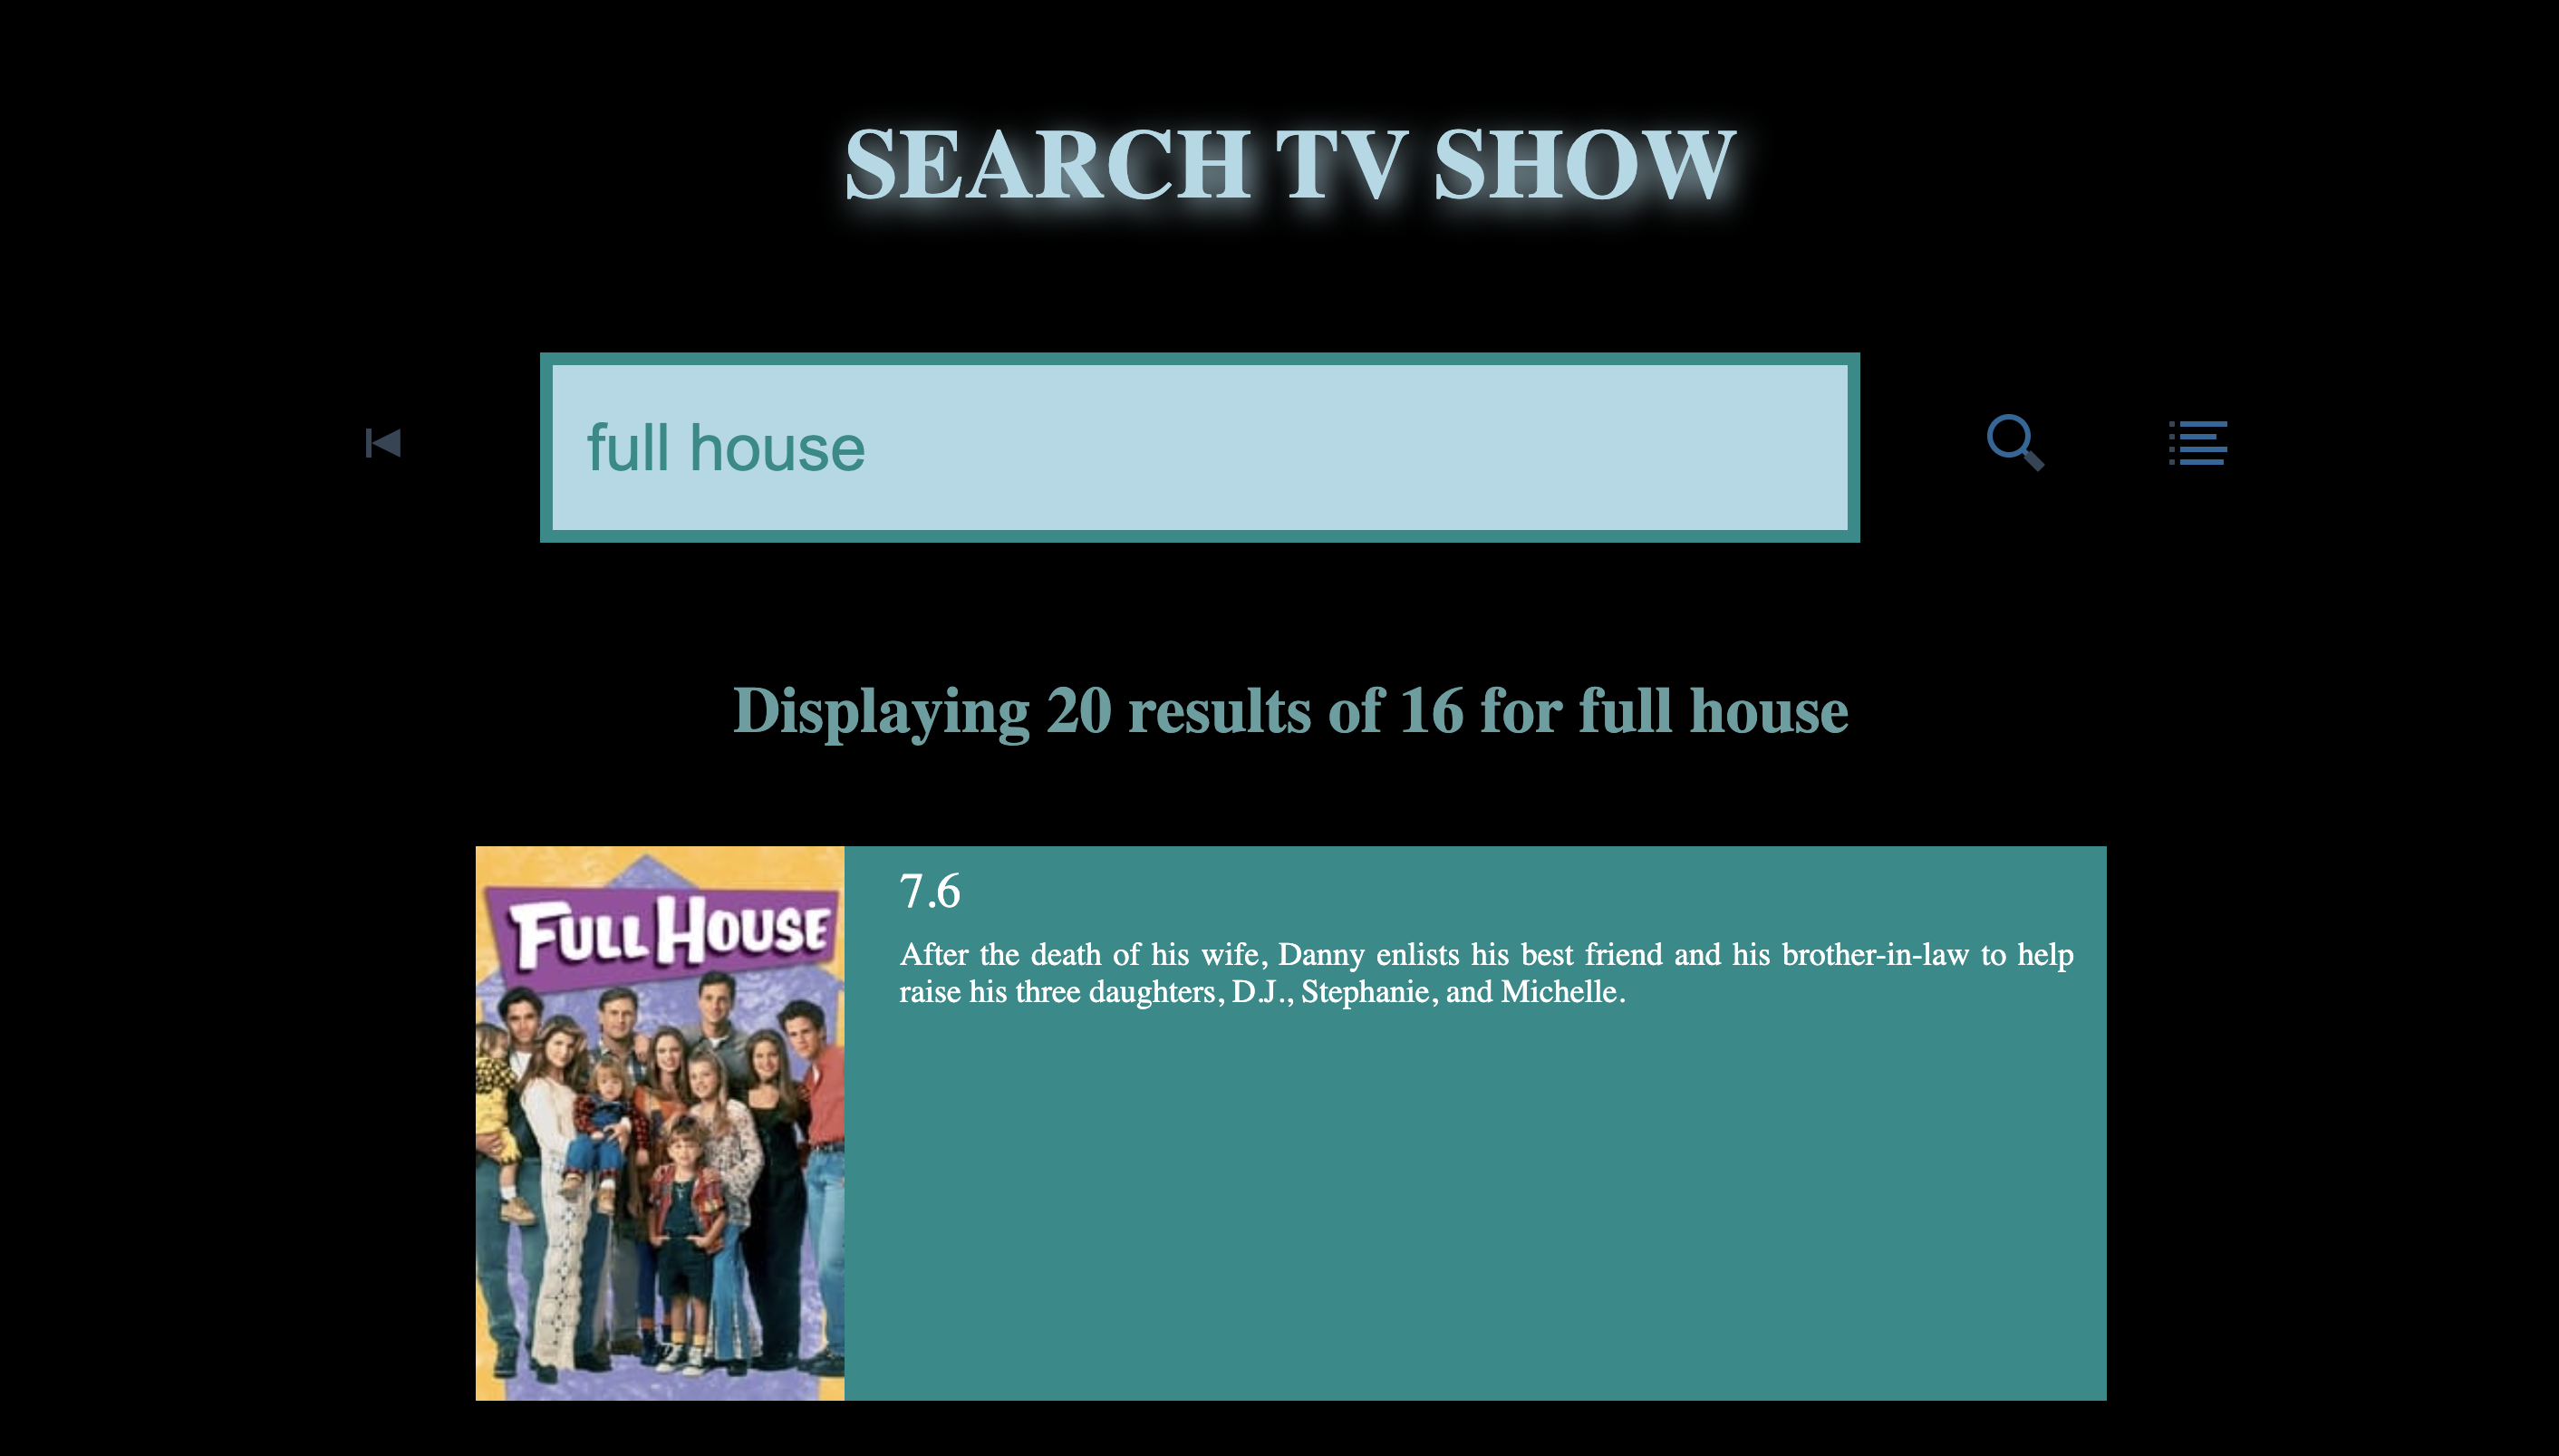 SEARCH TV SHOW
full house
Displaying 20 results of 16 for full house
FULL HOUSE
7.6
After the death of his wife, Danny enlists his best friend and his brother-in-law to help
raise his three daughters, D.J., Stephanie, and Michelle.